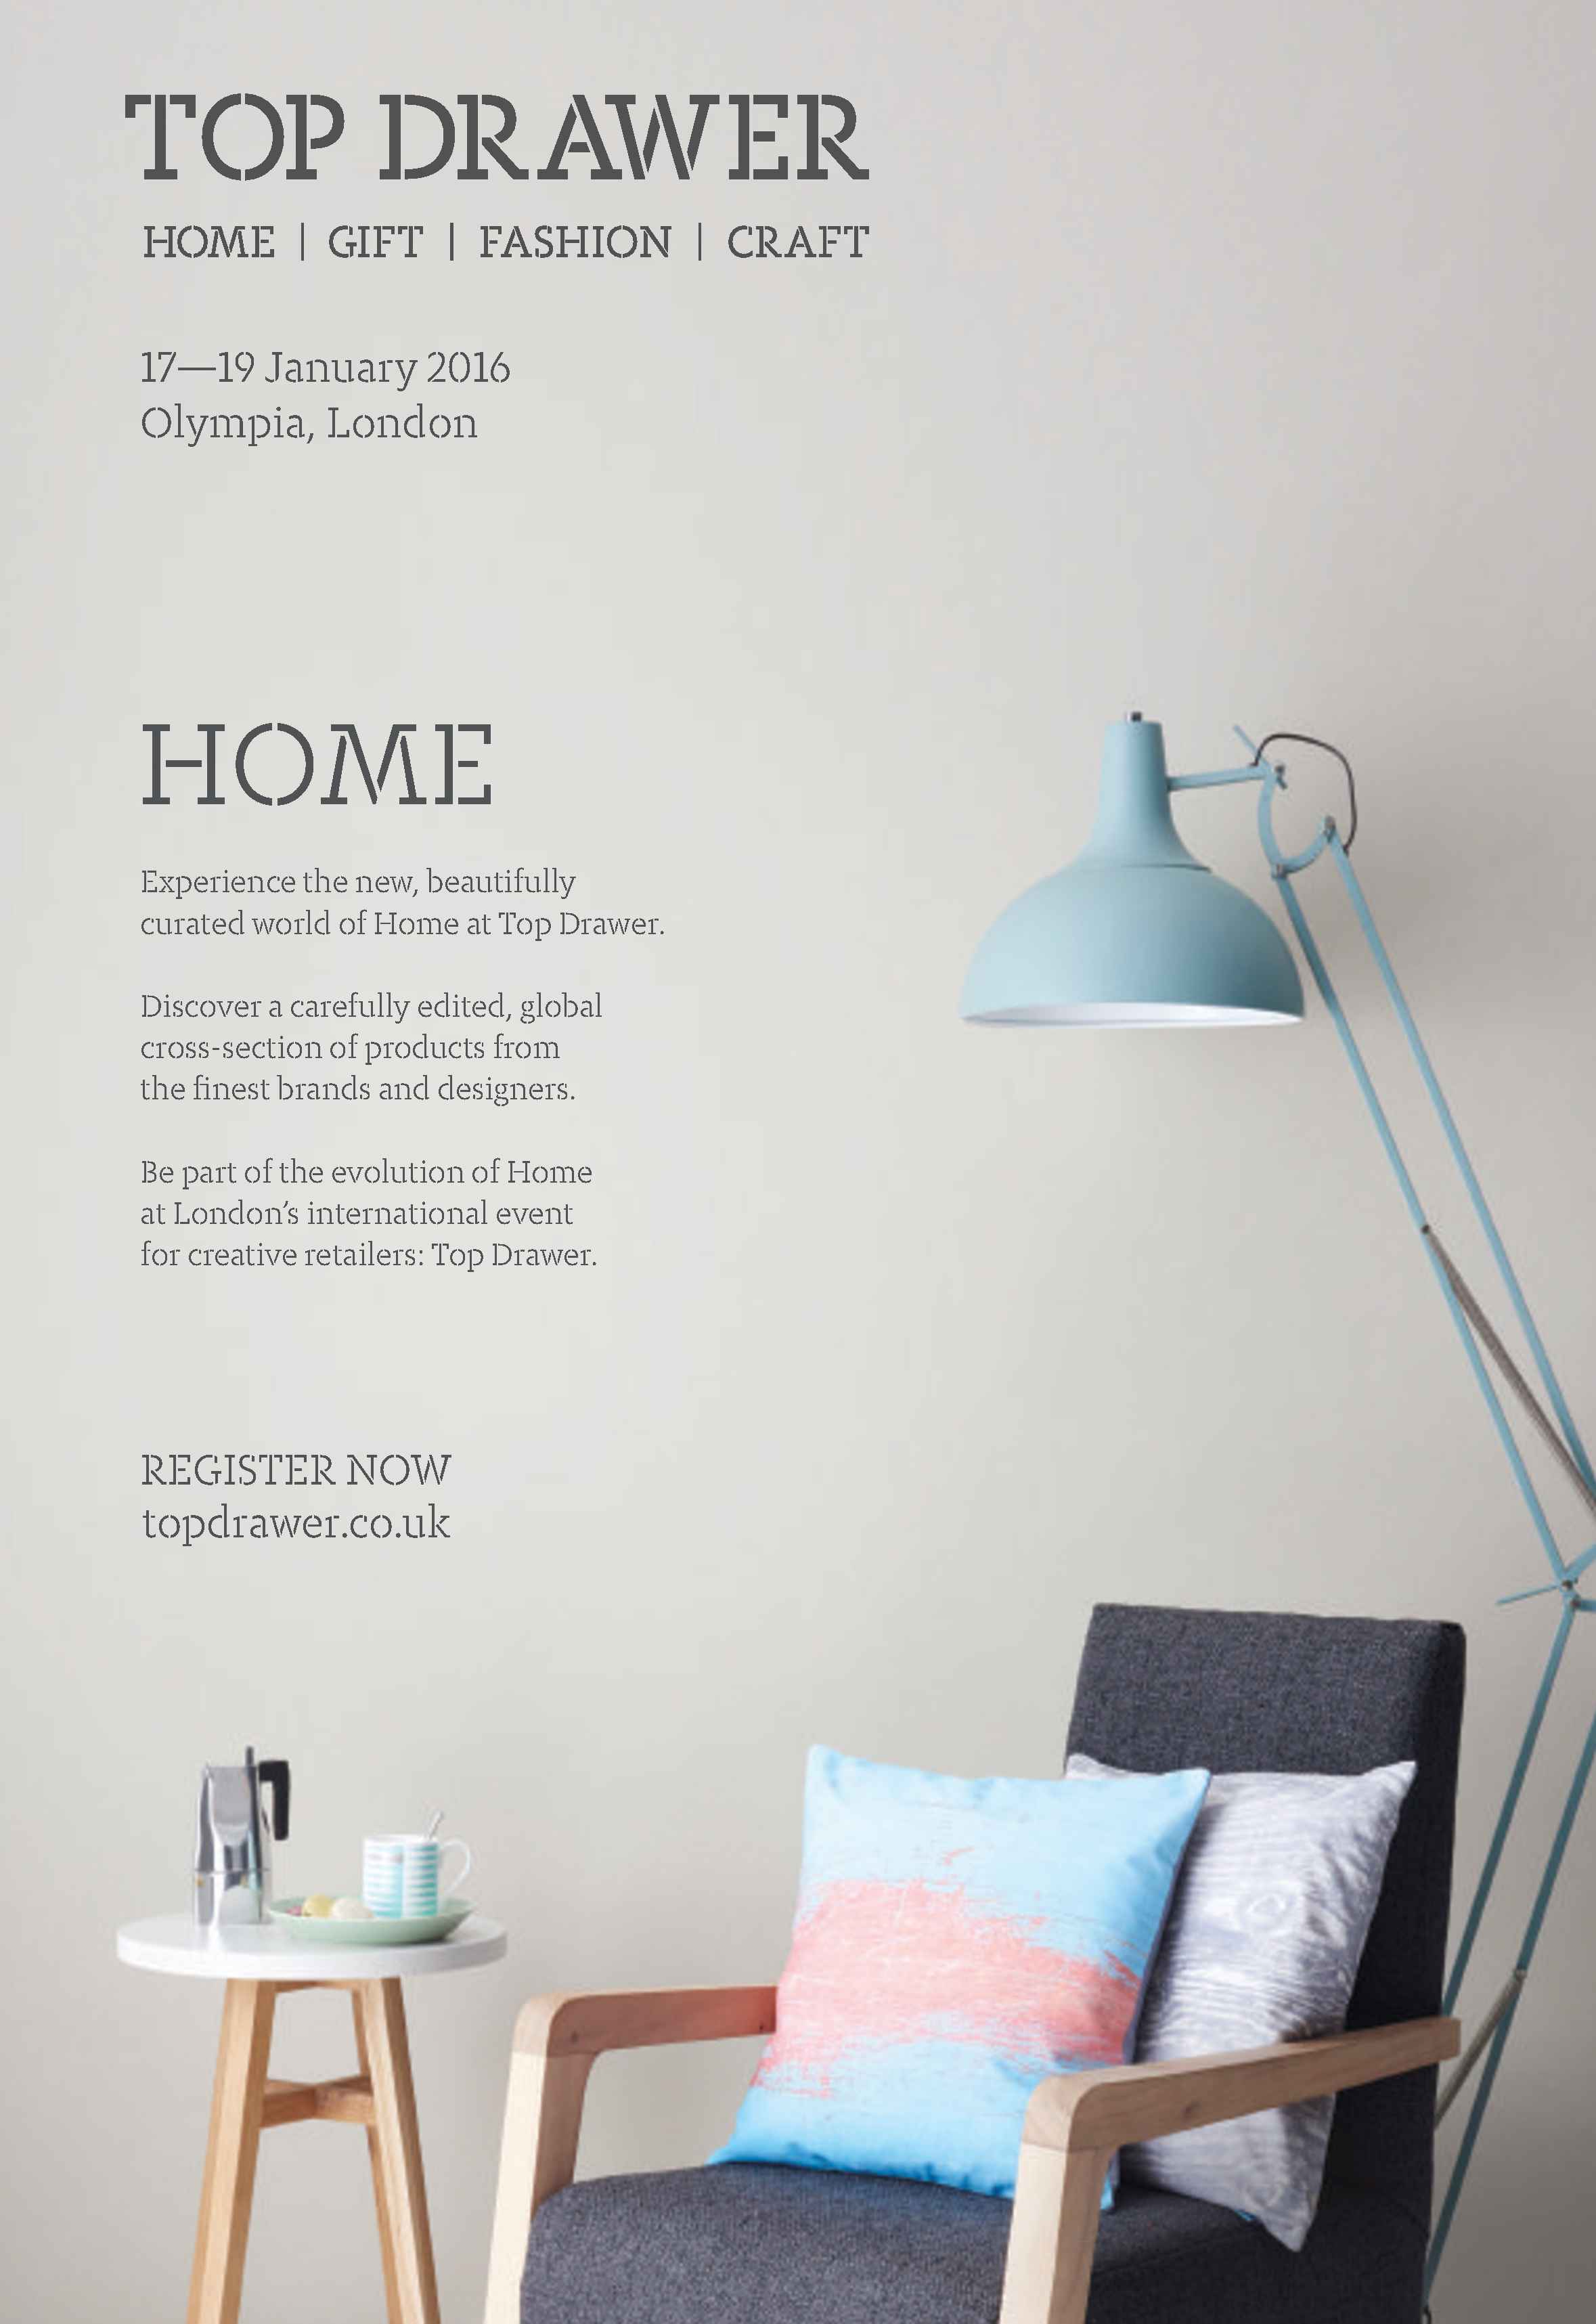 TOP DRAWER
HOME | GIFT | FASHION | CRAFT
17—19 January 2016
Olympia, London
HOME
Experience the new, beautifully
curated world of Home at Top Drawer.
Discover a carefully edited, global
cross-section of products from
the finest brands and designers.
Be part of the evolution of Home
at London’s international event
for creative retailers: Top Drawer.
REGISTER NOW
topdrawer.co.uk